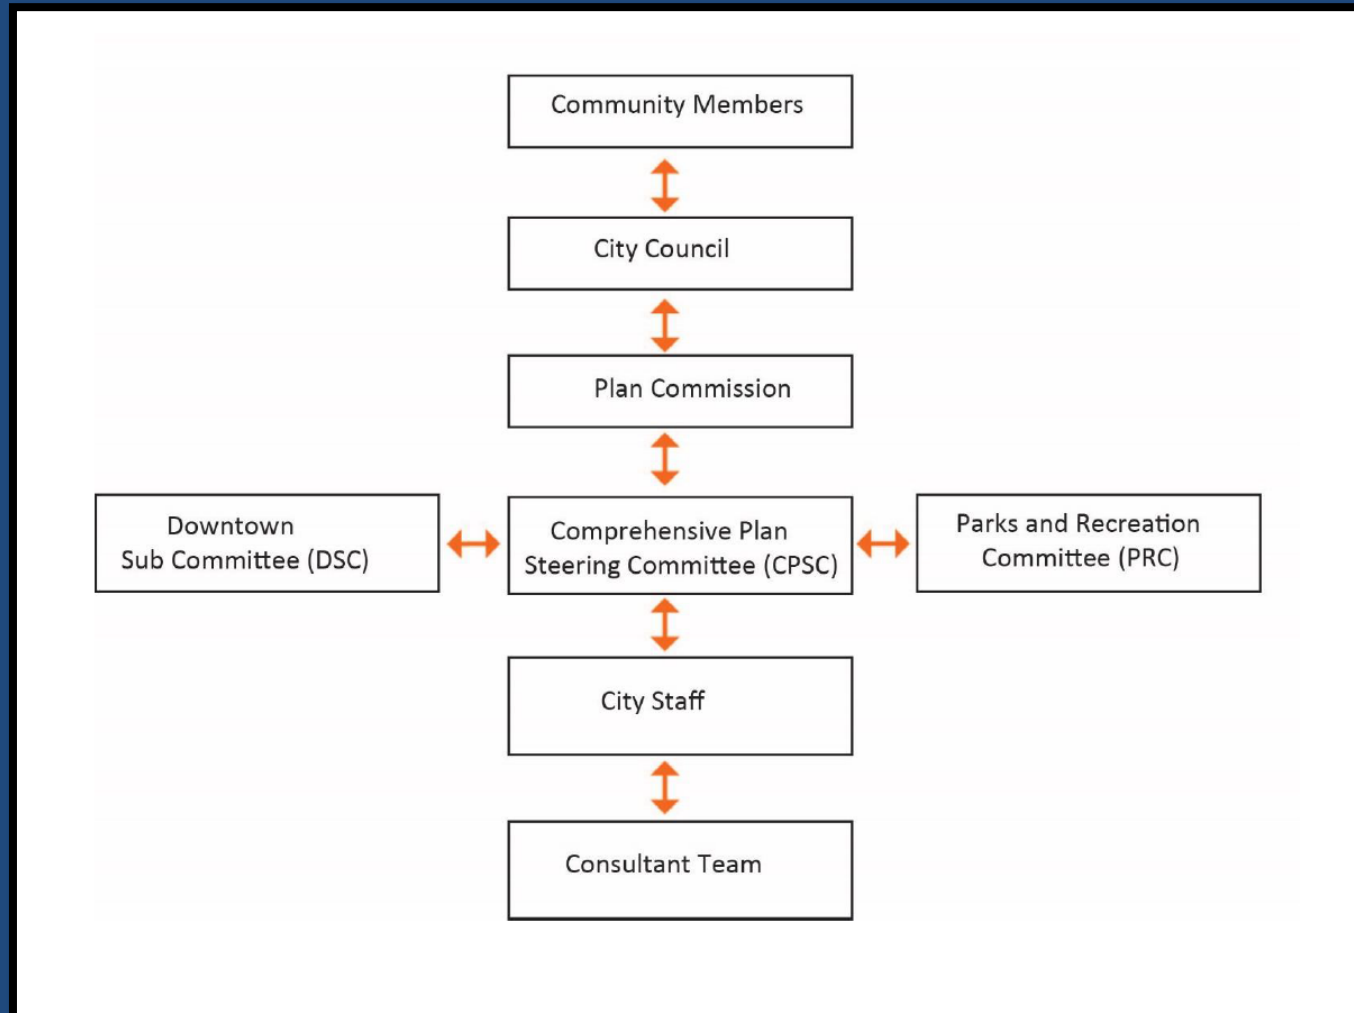 Community Members
City Council
Plan Commission
Downtown
Sub Committee (DSC)
Comprehensive Plan
Steering Committee (CPSC)
Parks and Recreation
Committee (PRC)
City Staff
Consultant Team